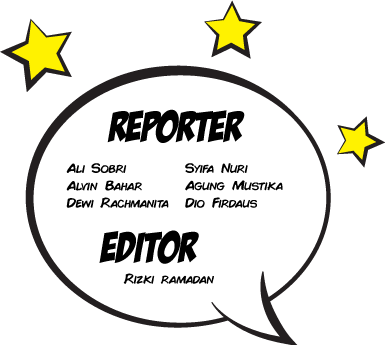 REPORTER
Ali Sobri Syifa Nuri
Alvin Bahar Agung Mustika
Dewi Rachmanita Dio Firdaus
EDITOR
Rizki ramadan